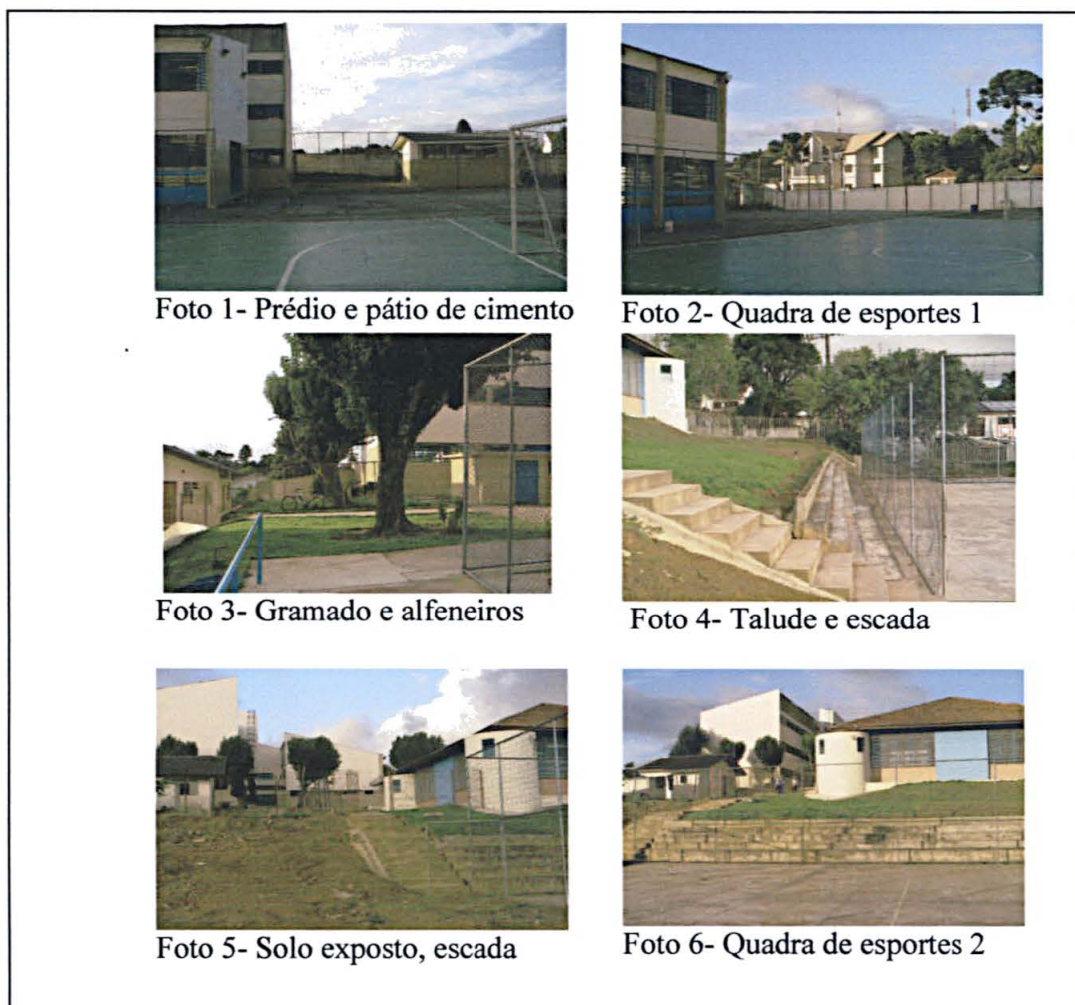 Foto 1- Prédio e pátio de cimento
Foto 2- Quadra de esportes 1
Foto 3- Gramado e alfeneiros
Foto 4- Talude e escada
Foto 5- Solo exposto, escada
Foto 6- Quadra de esportes 2